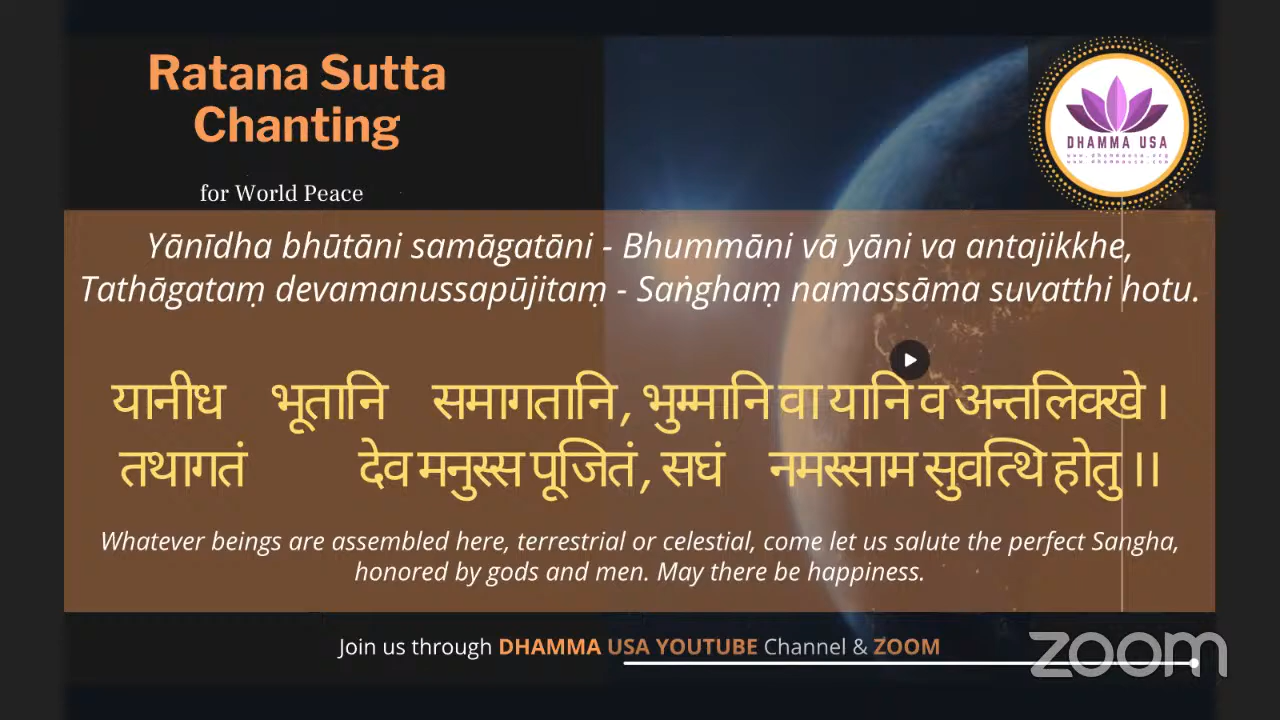 Ratana Sutta
Chanting
for World Peace
DHAMMA USA
Yānīdha bhūtāni samāgatāni - Bhummāni vā yāni va antajikkhe,
Tathāgataṃ devamanussapūjitaṃ - Saṅghaṃ namassāma suvatthi hotu.
यानीध भूतानि समागतानि, भुम्मानि वा यानि व अन्तलिक्खे ।
तथागतं देव मनुस्स पूजितं, सघं नमस्साम सुवत्थि होतु ।।
Whatever beings are assembled here, terrestrial or celestial, come let us salute the perfect Sangha,
honored by gods and men. May there be happiness.
Join us through DHAMMA USA YOUTUBE Channel & ZOOM
zoom